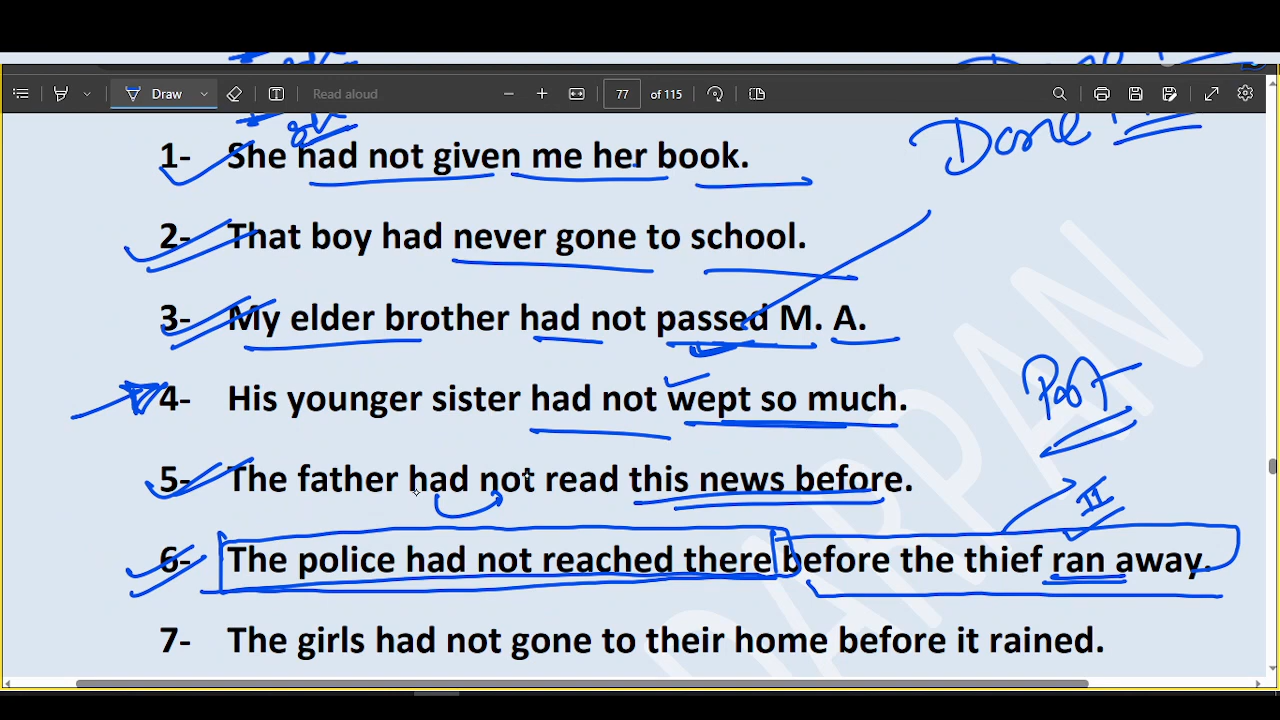 Draw
Read aloud
77 of 115
Done
1- She had not given me her book.
2- That boy had never gone to school.
3- My elder brother had not passed M. A.
4- His younger sister had not wept so much.
5- The father had not read this news before.
II
6- The police had not reached there before the thief ran away.
7- The girls had not gone to their home before it rained.
DARPAN